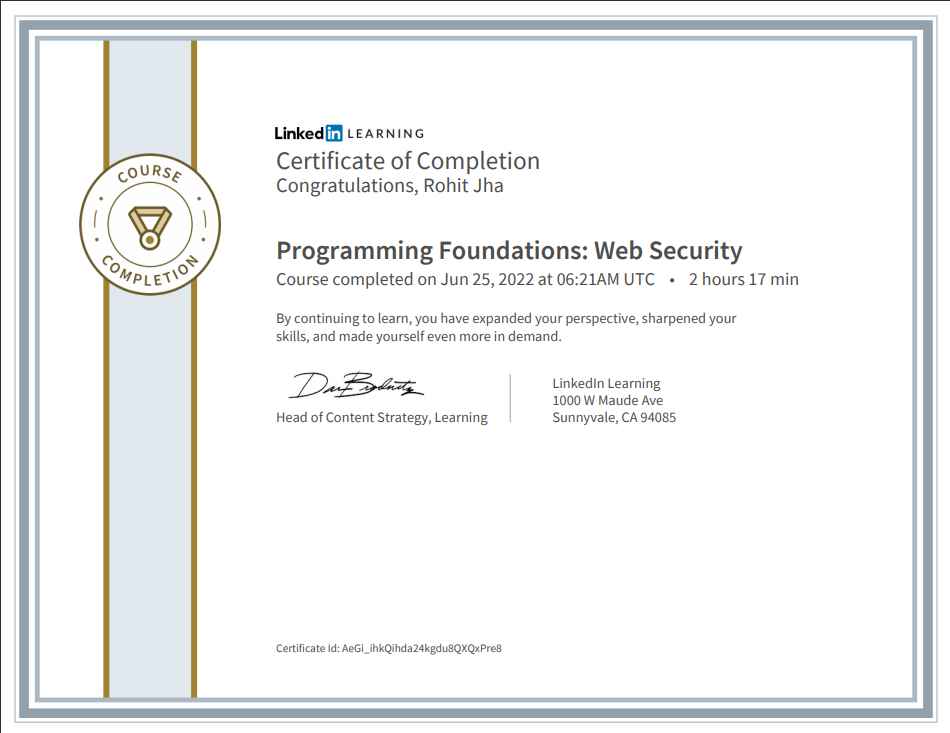 COURSE
COMPLETION
Linked in LEARNING
Certificate of Completion
Congratulations, Rohit Jha
Programming Foundations: Web Security
Course completed on Jun 25, 2022 at 06:21AM UTC • 2 hours 17 min
By continuing to learn, you have expanded your perspective, sharpened your
skills, and made yourself even more in demand.
Head of Content Strategy, Learning
LinkedIn Learning
1000 W Maude Ave
Sunnyvale, CA 94085
Certificate Id: AeGi_ihkQihda24kgdu8QXQxPre8